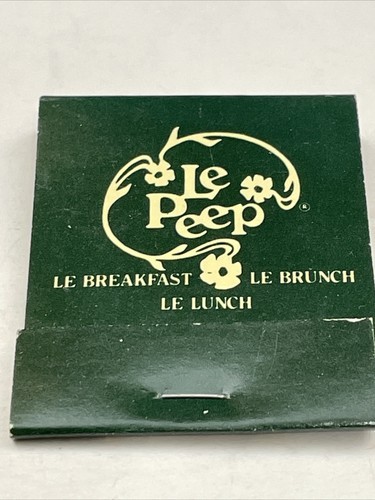 Le
Peep
®
LE BREAKFAST LE BRUNCH
LE LUNCH